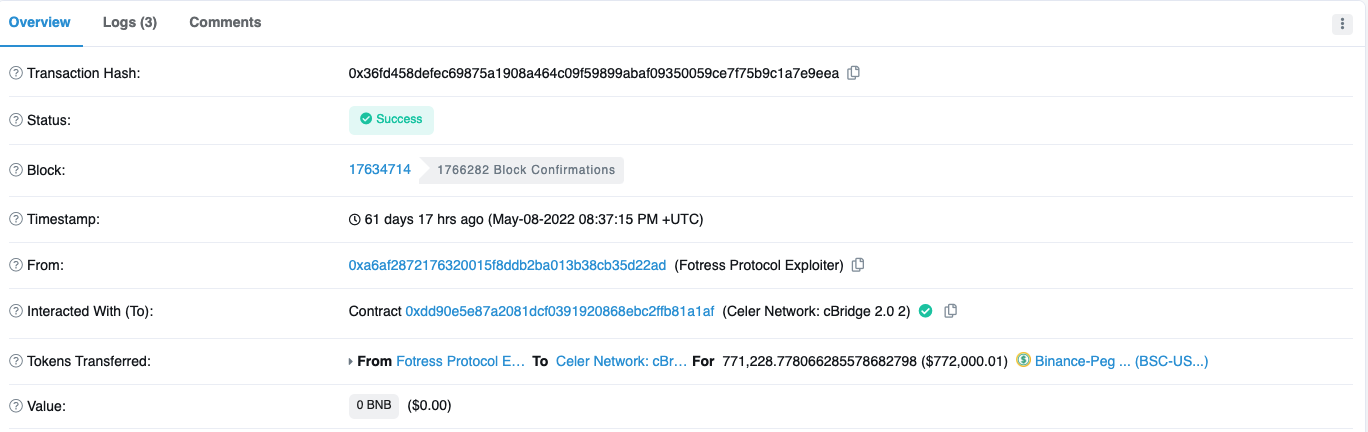 Overview Logs (3) Comments
Transaction Hash: 0x36fd458defec69875a1908a464c09f59899abaf09350059ce7f75b9c1a7e9eea
Status: Success
Block: 17634714 1766282 Block Confirmations
Timestamp: 61 days 17 hrs ago (May-08-2022 08:37:15 PM +UTC)
From: 0xa6af2872176320015f8ddb2ba013b38cb35d22ad (Fotress Protocol Exploiter)
Interacted With (To): Contract 0xdd90e5e87a2081dcf0391920868ebc2ffb81a1af (Celer Network: cBridge 2.0 2)
Tokens Transferred: From Fotress Protocol E... To Celer Network: cBr... For 771,228.778066285578682798 ($772,000.01) Binance-Peg ... (BSC-US...)
Value: 0 BNB ($0.00)